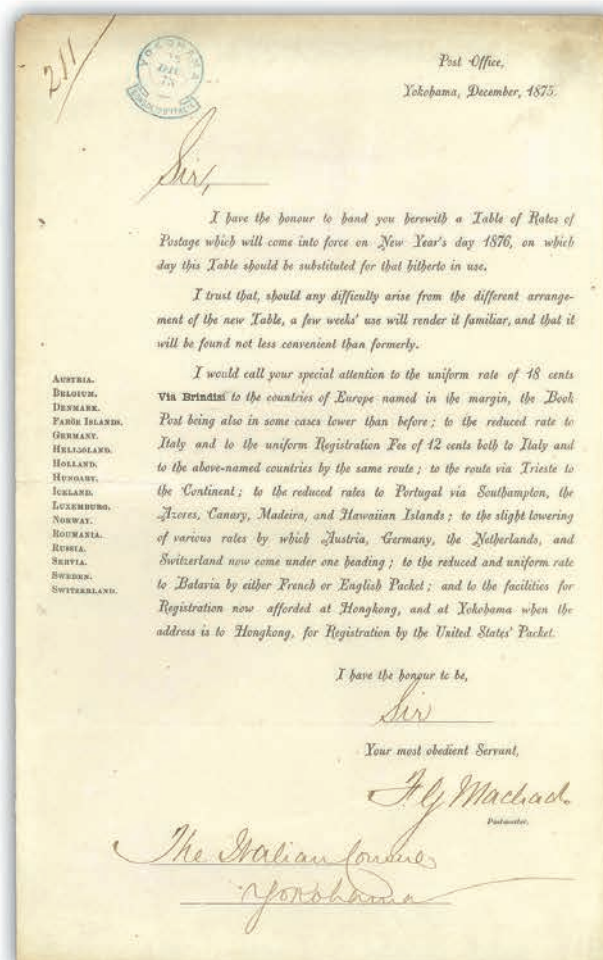 211
YOKOHAMA
15
DEC
75
Post Office,
Yokohama, December, 1875.
Sir,
I have the honour to hand you herewith a Table of Rates of
Postage which will come into force on New Year's day 1876, on which
day this Table should be substituted for that hitherto in use.
I trust that, should any difficulty arise from the different arrange-
ment of the new Table, a few weeks' use will render it familiar, and that it
will be found not less convenient than formerly.
I would call your special attention to the uniform rate of 18 cents
Via Brindisi to the countries of Europe named in the margin, the Book
Post being also in some cases lower than before; to the reduced rate to
Italy and to the uniform Registration Fee of 12 cents both to Italy and
to the above-named countries by the same route; to the route via Trieste to
the Continent; to the reduced rates to Portugal via Southampton, the
Azores, Canary, Madeira, and Hawaiian Islands; to the slight lowering
of various rates by which Austria, Germany, the Netherlands, and
Switzerland now come under one heading; to the reduced and uniform rate
to Batavia by either French or English Packet; and to the facilities for
Registration now afforded at Hongkong, and at Yokohama when the
address is to Hongkong, for Registration by the United States' Packet.
AUSTRIA.
BELGIUM.
DENMARK.
FARÖE ISLANDS.
GERMANY.
HELIGOLAND.
HOLLAND.
HUNGARY.
ICELAND.
LUXEMBURG.
NORWAY.
ROUMANIA.
RUSSIA.
SERVIA.
SWEDEN.
SWITZERLAND.
I have the honour to be,
Sir
Your most obedient Servant,
F G Machado
Postmaster.
The Italian
Yokohama